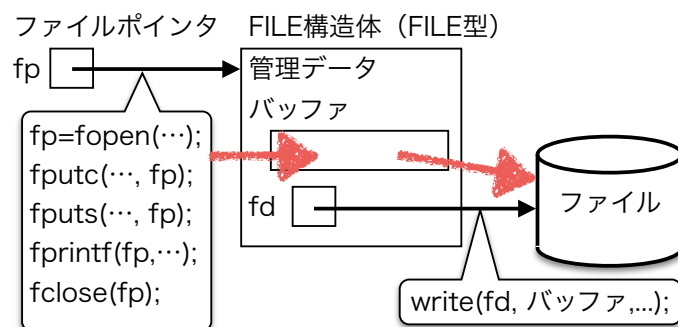 ファイルポインタ
FILE構造体（FILE型）
fp
管理データ
バッファ
fp=fopen(…);
fputc(…, fp);
fputs(…, fp);
fprintf(fp,…);
fclose(fp);
fd
ファイル
write(fd, バッファ,...);